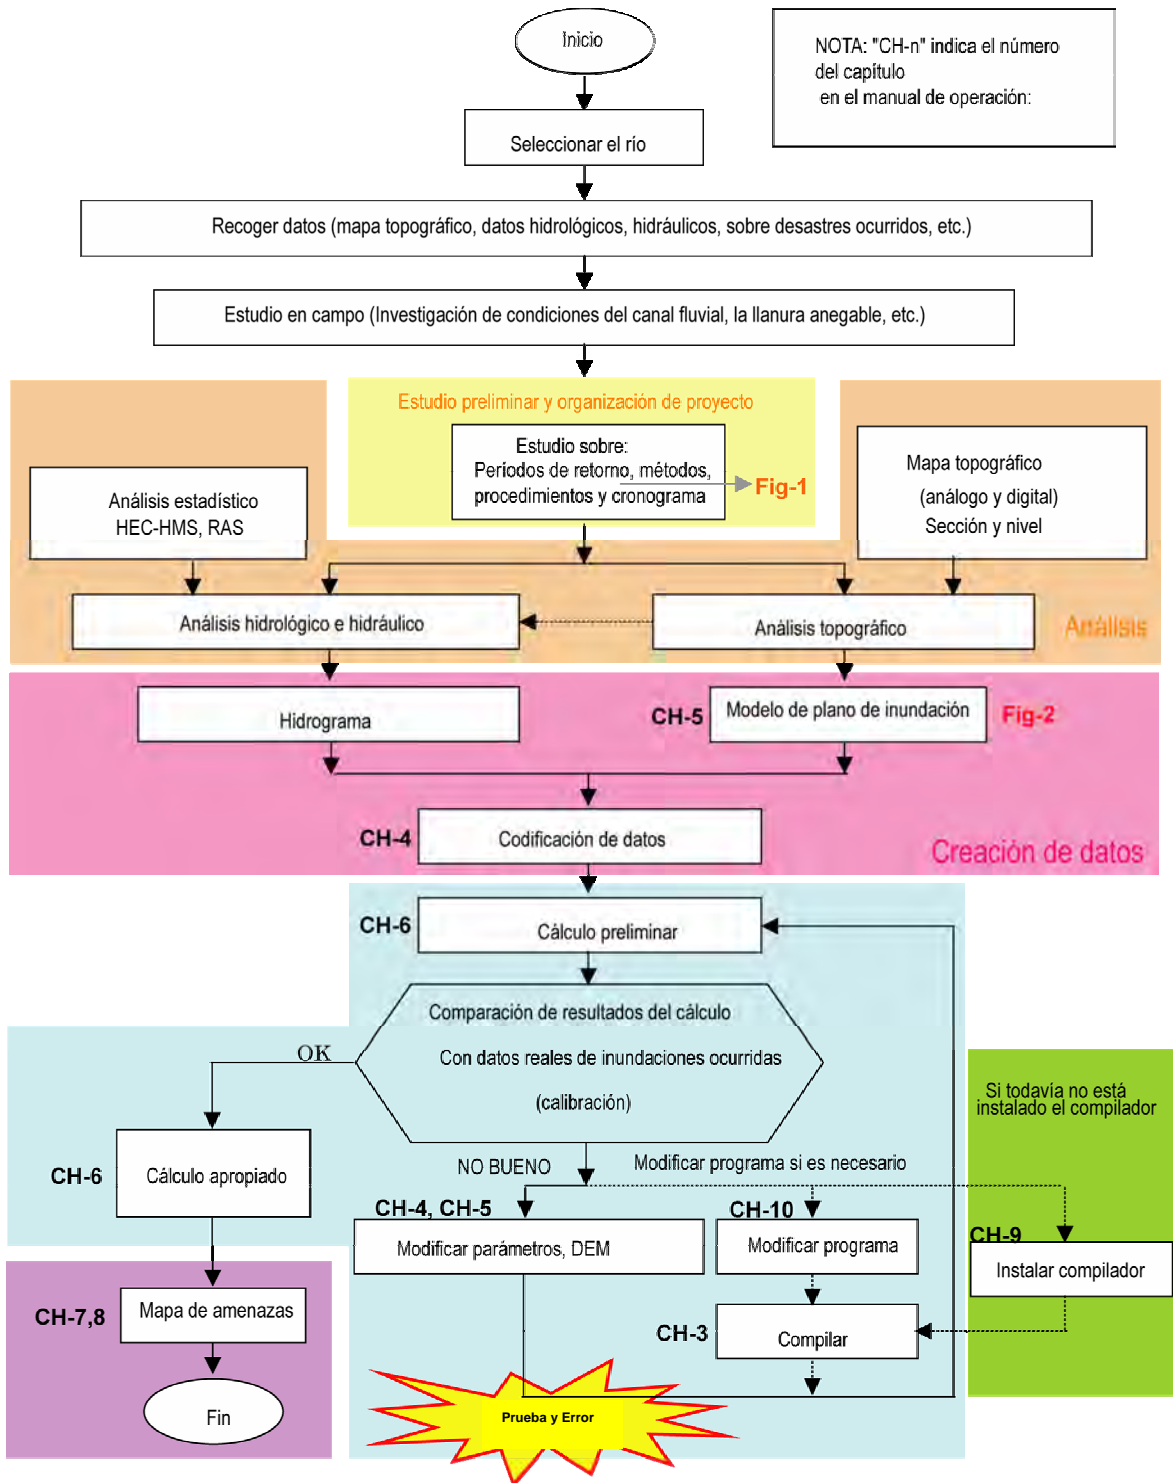 Inicio
NOTA: "CH-n" indica el número
del capítulo
en el manual de operación:
Seleccionar el río
Recoger datos (mapa topográfico, datos hidrológicos, hidráulicos, sobre desastres ocurridos, etc.)
Estudio en campo (Investigación de condiciones del canal fluvial, la llanura anegable, etc.)
Estudio preliminar y organización de proyecto
Estudio sobre:
Períodos de retorno, métodos,
procedimientos y cronograma
Fig-1
Análisis estadístico
HEC-HMS, RAS
Mapa topográfico
(análogo y digital)
Sección y nivel
Análisis hidrológico e hidráulico
Análisis topográfico
Análisis
Hidrograma
CH-5
Modelo de plano de inundación
Fig-2
CH-4
Codificación de datos
Creación de datos
CH-6
Cálculo preliminar
Comparación de resultados del cálculo
Con datos reales de inundaciones ocurridas
(calibración)
OK
NO BUENO
Modificar programa si es necesario
Si todavía no está
instalado el compilador
CH-6
Cálculo apropiado
CH-4, CH-5
Modificar parámetros, DEM
CH-10
Modificar programa
CH-9
Instalar compilador
CH-7,8
Mapa de amenazas
CH-3
Compilar
Fin
Prueba y Error